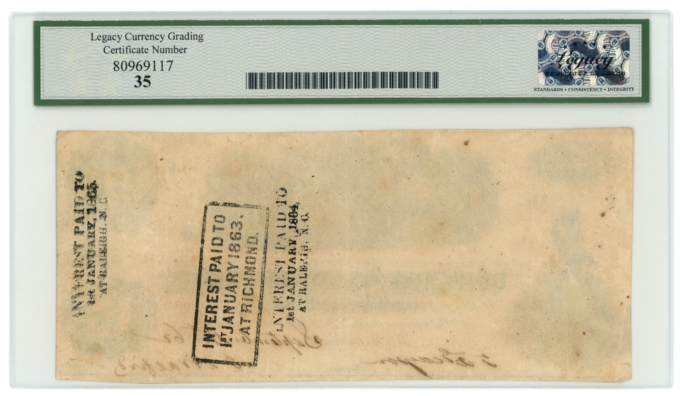 Legacy Currency Grading
Certificate Number
80969117
35
Legacy
STANDARDS • CONSISTENCY • INTEGRITY
INTEREST PAID TO
1st JANUARY, 1865,
AT RALEIGH, N. C.
INTEREST PAID TO
1st JANUARY 1863.
AT RICHMOND.
INTEREST PAID TO
1st JANUARY, 1864,
AT RALEIGH, N. C.